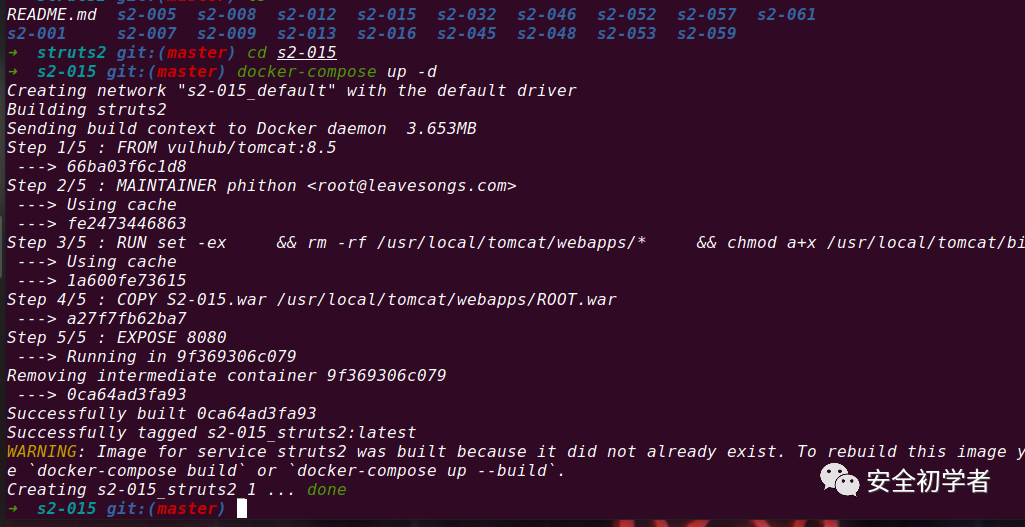 README.md  s2-005  s2-008  s2-012  s2-015  s2-032  s2-046  s2-052  s2-057  s2-061
s2-001     s2-007  s2-009  s2-013  s2-016  s2-045  s2-048  s2-053  s2-059
➜  struts2 git:(master) cd s2-015
➜  s2-015 git:(master) docker-compose up -d
Creating network "s2-015_default" with the default driver
Building struts2
Sending build context to Docker daemon  3.653MB
Step 1/5 : FROM vulhub/tomcat:8.5
 ---> 66ba03f6c1d8
Step 2/5 : MAINTAINER phithon <root@leavesongs.com>
 ---> Using cache
 ---> fe2473446863
Step 3/5 : RUN set -ex     && rm -rf /usr/local/tomcat/webapps/*     && chmod a+x /usr/local/tomcat/bi
 ---> Using cache
 ---> 1a600fe73615
Step 4/5 : COPY S2-015.war /usr/local/tomcat/webapps/ROOT.war
 ---> a27f7fb62ba7
Step 5/5 : EXPOSE 8080
 ---> Running in 9f369306c079
Removing intermediate container 9f369306c079
 ---> 0ca64ad3fa93
Successfully built 0ca64ad3fa93
Successfully tagged s2-015_struts2:latest
WARNING: Image for service struts2 was built because it did not already exist. To rebuild this image y
e `docker-compose build` or `docker-compose up --build`.
Creating s2-015_struts2_1 ... done
➜  s2-015 git:(master)
安全初学者